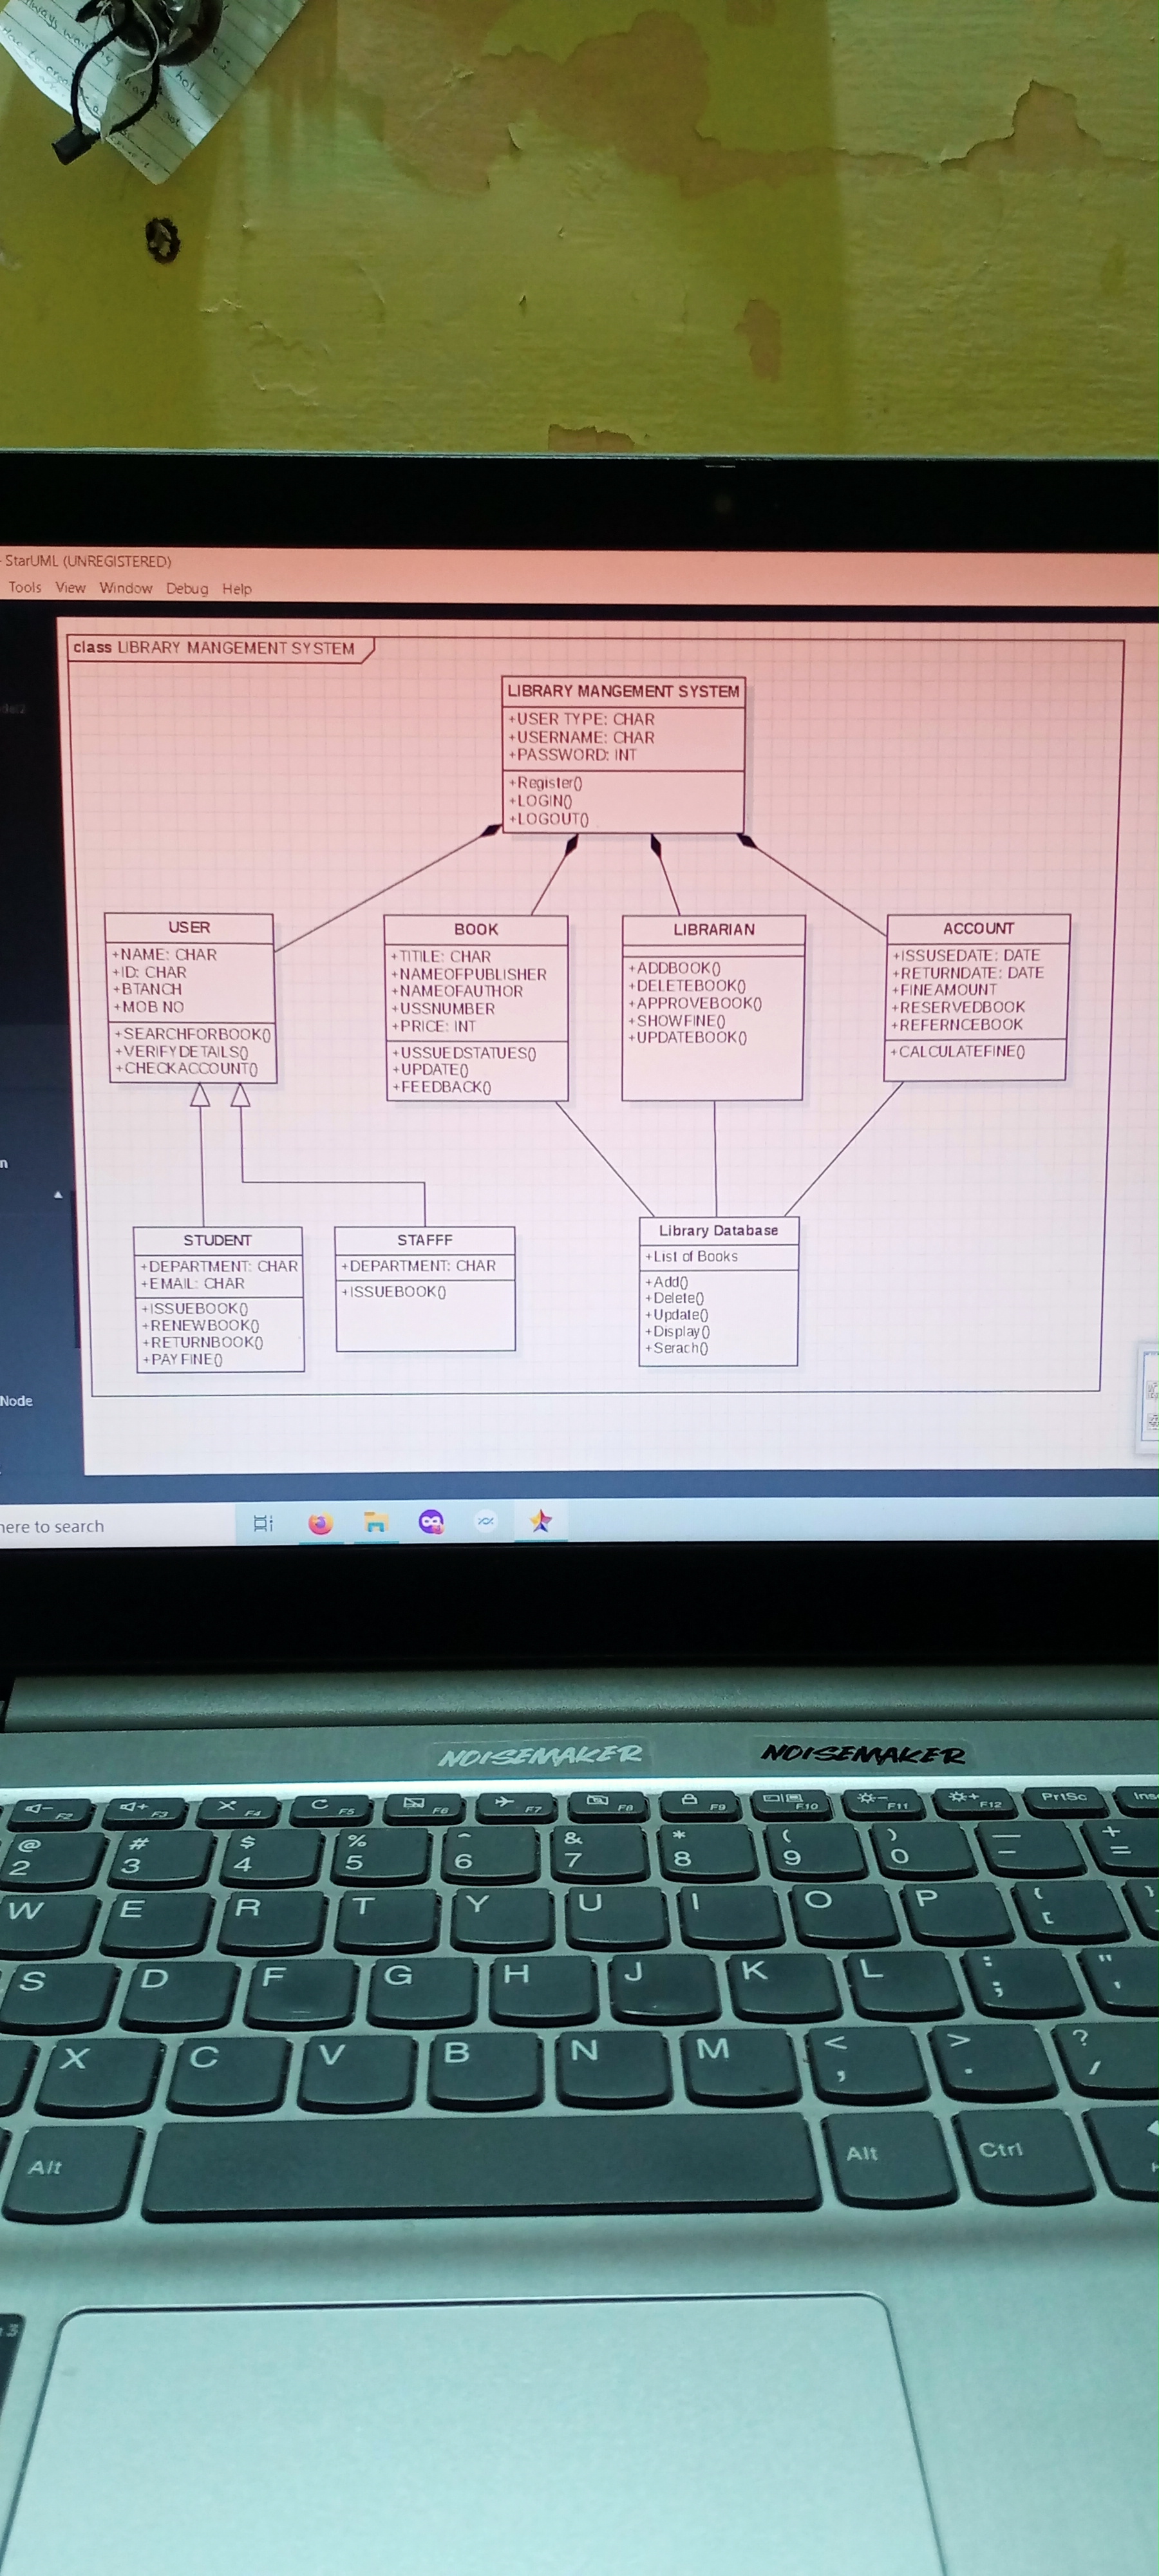 always
hols
not
- StarUML (UNREGISTERED)
Tools View Window Debug Help
class LIBRARY MANGEMENT SYSTEM
LIBRARY MANGEMENT SYSTEM
+USER TYPE: CHAR
+USERNAME: CHAR
+PASSWORD: INT
+Register()
+LOGIN()
+LOGOUT()
USER
+NAME: CHAR
+ID: CHAR
+BTANCH
+MOB NO
+SEARCHFORBOOK()
+VERIFY DETAILS()
+CHECKACCOUNT()
BOOK
+TITILE: CHAR
+NAMEOFPUBLISHER
+NAMEOFAUTHOR
+USSNUMBER
+PRICE: INT
+USSUEDSTATUES()
+UPDATE()
+FEEDBACK()
LIBRARIAN
+ADDBOOK()
+DELETEBOOK()
+APPROVEBOOK()
+SHOWFINE()
+UPDATEBOOK()
ACCOUNT
+ISSUSEDATE: DATE
+RETURNDATE: DATE
+FINEAMOUNT
+RESERVEDBOOK
+REFERNCEBOOK
+CALCULATEFINE()
STUDENT
+DEPARTMENT: CHAR
+EMAIL: CHAR
+ISSUEBOOK()
+RENEWBOOK()
+RETURNBOOK()
+PAY FINE()
STAFFF
+DEPARTMENT: CHAR
+ISSUEBOOK()
Library Database
+List of Books
+Add()
+Delete()
+Update()
+Display()
+Serach()
n
Node
here to search
NOISEMAKER NOISEMAKER
F2 F3 F4 F5 F6 F7 F8 F9 F10 F11 F12 PrtSc Ins
@ # $ % ^ & * ( ) — +
2 3 4 5 6 7 8 9 0 - =
W E R T Y U I O P { [
S D F G H J K L : ; " '
X C V B N M < , > . ? /
Alt Alt Ctrl